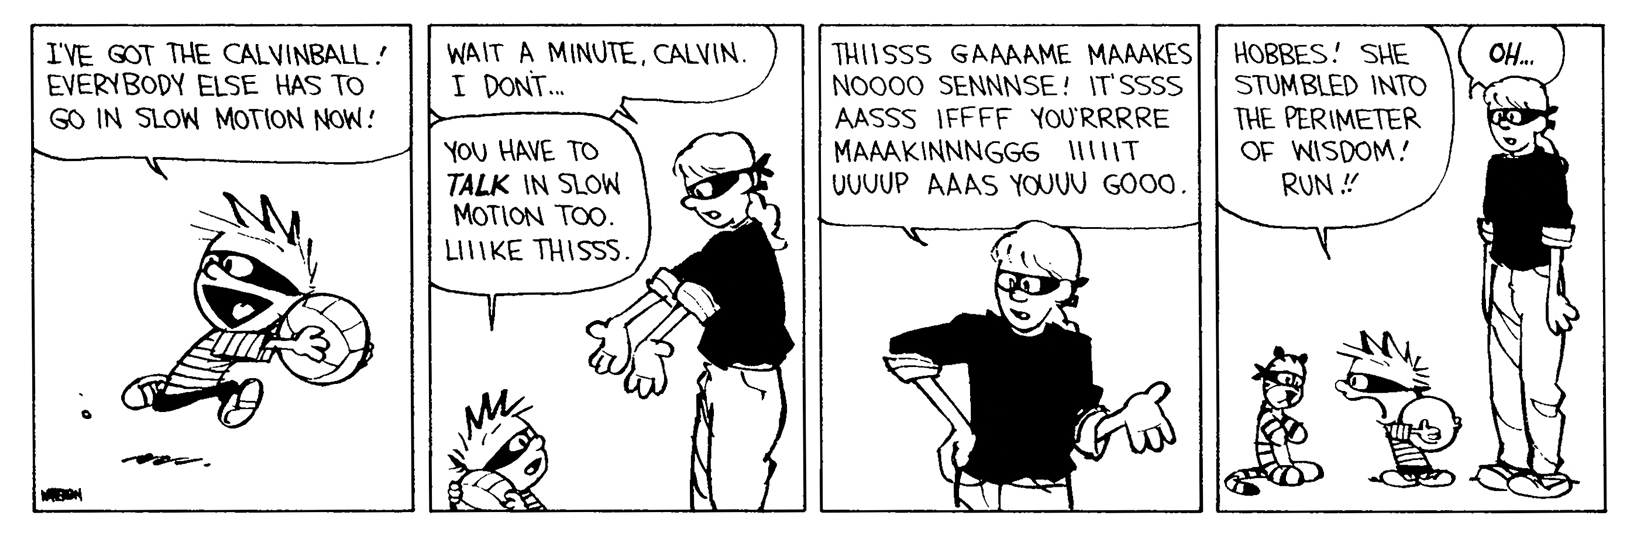 I'VE GOT THE CALVINBALL!
EVERYBODY ELSE HAS TO
GO IN SLOW MOTION NOW!
WATTERSON
WAIT A MINUTE, CALVIN.
I DON'T...
YOU HAVE TO
TALK IN SLOW
MOTION TOO.
LIIIKE THISSS.
THIISSS GAAAAME MAAAKES
NOOOO SENNNSE! IT'SSSS
AASSS IFFFF YOU'RRRRE
MAAAKINNNGGG IIIIIT
UUUUP AAAS YOUUU GOOO.
HOBBES! SHE
STUMBLED INTO
THE PERIMETER
OF WISDOM!
RUN!!
OH...